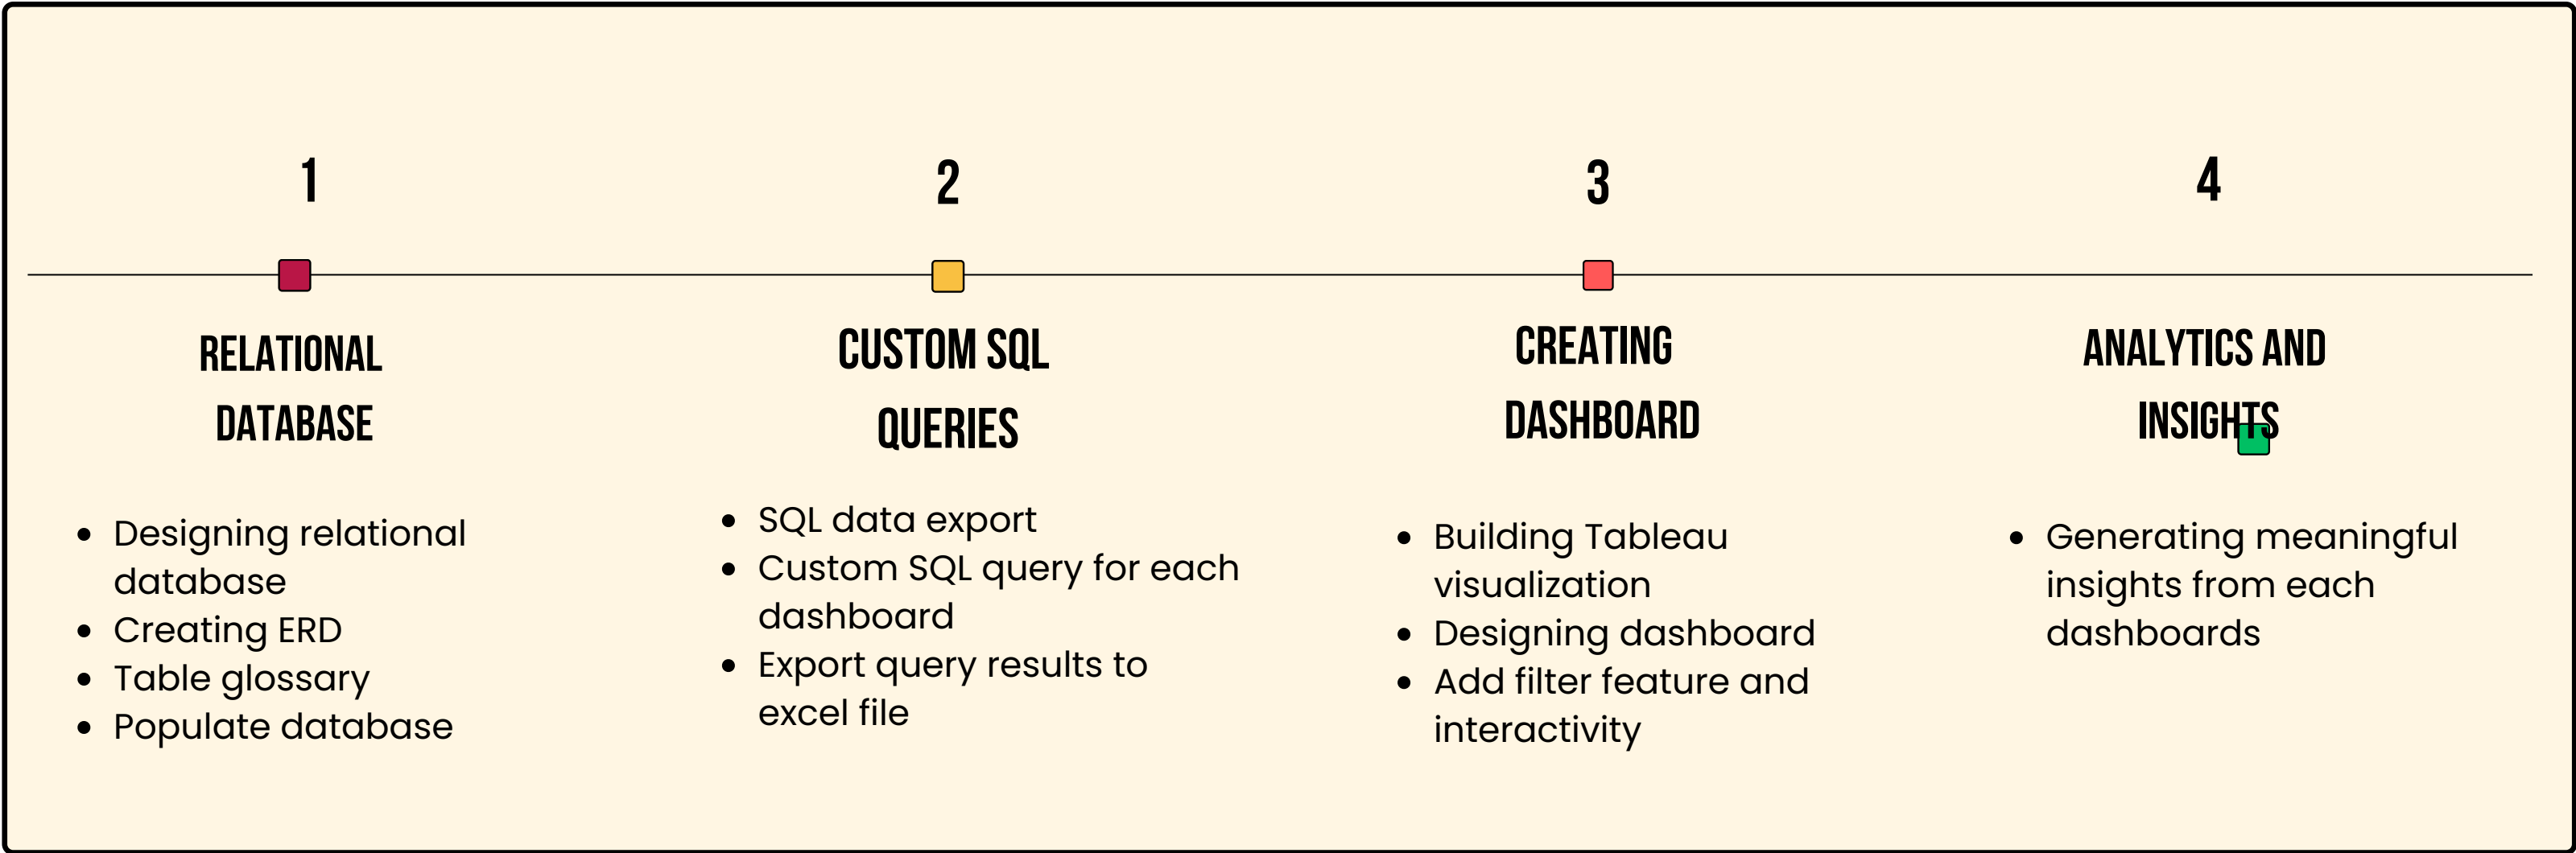 1
RELATIONAL
DATABASE
• Designing relational
database
• Creating ERD
• Table glossary
• Populate database
2
CUSTOM SQL
QUERIES
• SQL data export
• Custom SQL query for each
dashboard
• Export query results to
excel file
3
CREATING
DASHBOARD
• Building Tableau
visualization
• Designing dashboard
• Add filter feature and
interactivity
4
ANALYTICS AND
INSIGHTS
• Generating meaningful
insights from each
dashboards